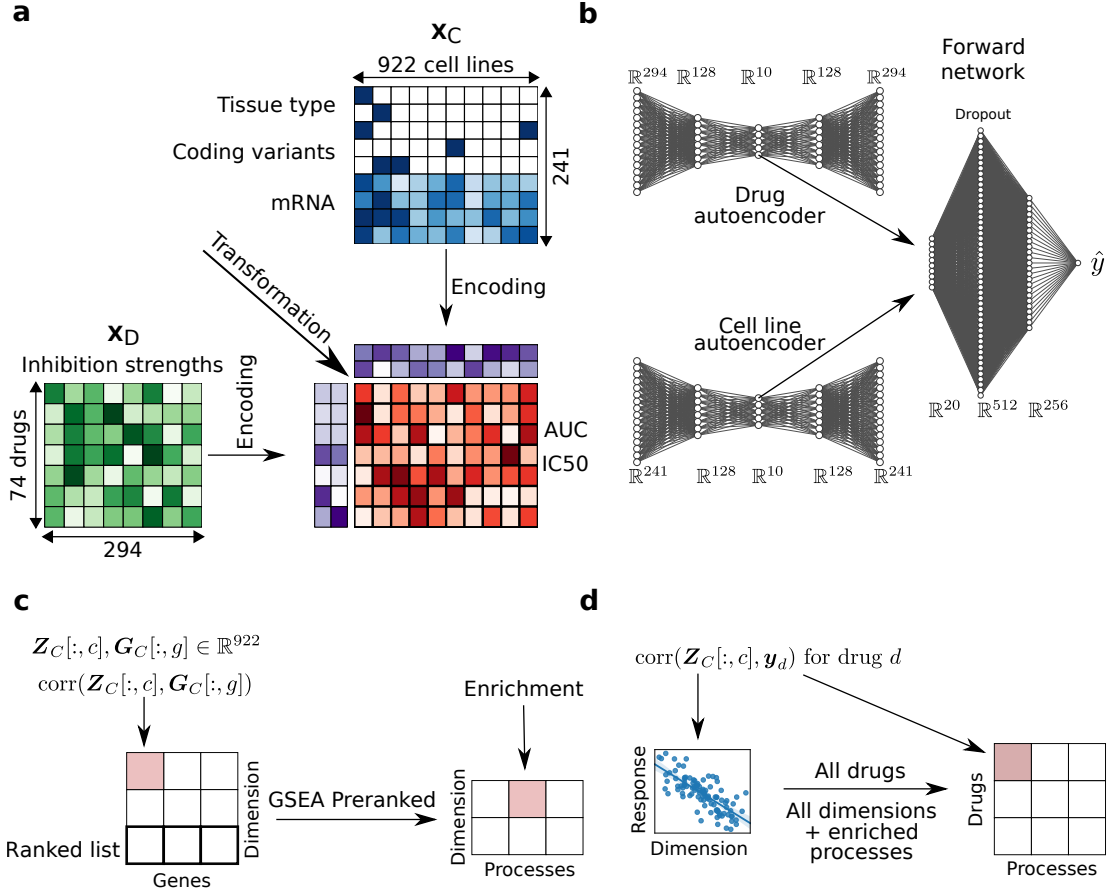 a
X_C
922 cell lines
Tissue type
Coding variants
mRNA
241
Transformation
Encoding
X_D
Inhibition strengths
74 drugs
294
Encoding
AUC
IC50
b
Forward
network
ℝ^294 ℝ^128 ℝ^10 ℝ^128 ℝ^294
Dropout
Drug
autoencoder
ŷ
Cell line
autoencoder
ℝ^20 ℝ^512 ℝ^256
ℝ^241 ℝ^128 ℝ^10 ℝ^128 ℝ^241
c
Z_C[:, c], G_C[:, g] ∈ ℝ^922
corr(Z_C[:, c], G_C[:, g])
Dimension
Ranked list
Genes
GSEA Preranked
Enrichment
Dimension
Processes
d
corr(Z_C[:, c], y_d) for drug d
Response
Dimension
All drugs
All dimensions
+ enriched
processes
Drugs
Processes